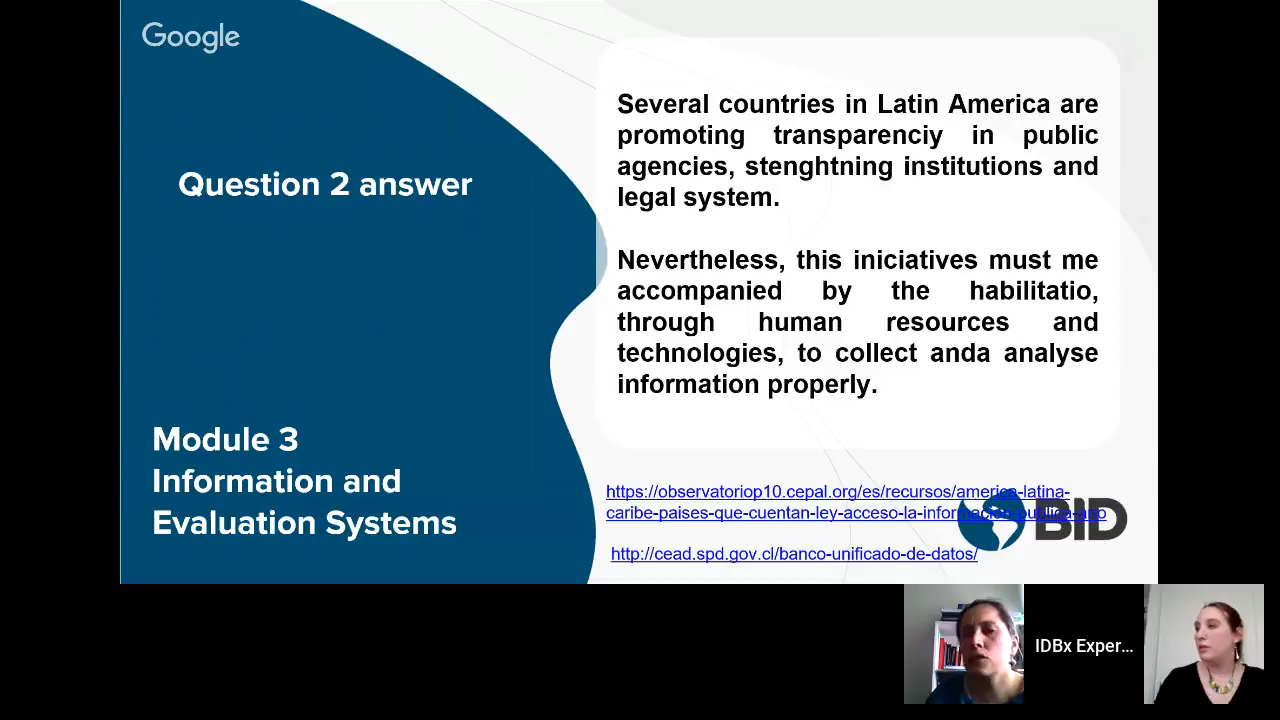 Google
Question 2 answer
Module 3
Information and
Evaluation Systems
Several countries in Latin America are
promoting transparenciy in public
agencies, stenghtning institutions and
legal system.
Nevertheless, this iniciatives must me
accompanied by the habilitatio,
through human resources and
technologies, to collect anda analyse
information properly.
https://observatoriop10.cepal.org/es/recursos/america-latina-
caribe-paises-que-cuentan-ley-acceso-la-informacion-publica-ano
BID
http://cead.spd.gov.cl/banco-unificado-de-datos/
IDBx Exper...